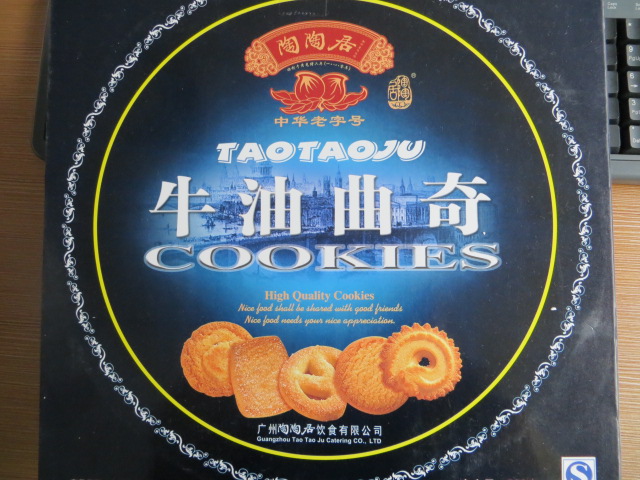 陶陶居
中华老字号
TAOTAOJU
牛油曲奇
COOKIES
High Quality Cookies
Nice food shall be shared with good friends
Nice food needs your nice appreciation.
广州陶陶居饮食有限公司
Guangzhou Tao Tao Ju Catering CO., LTD